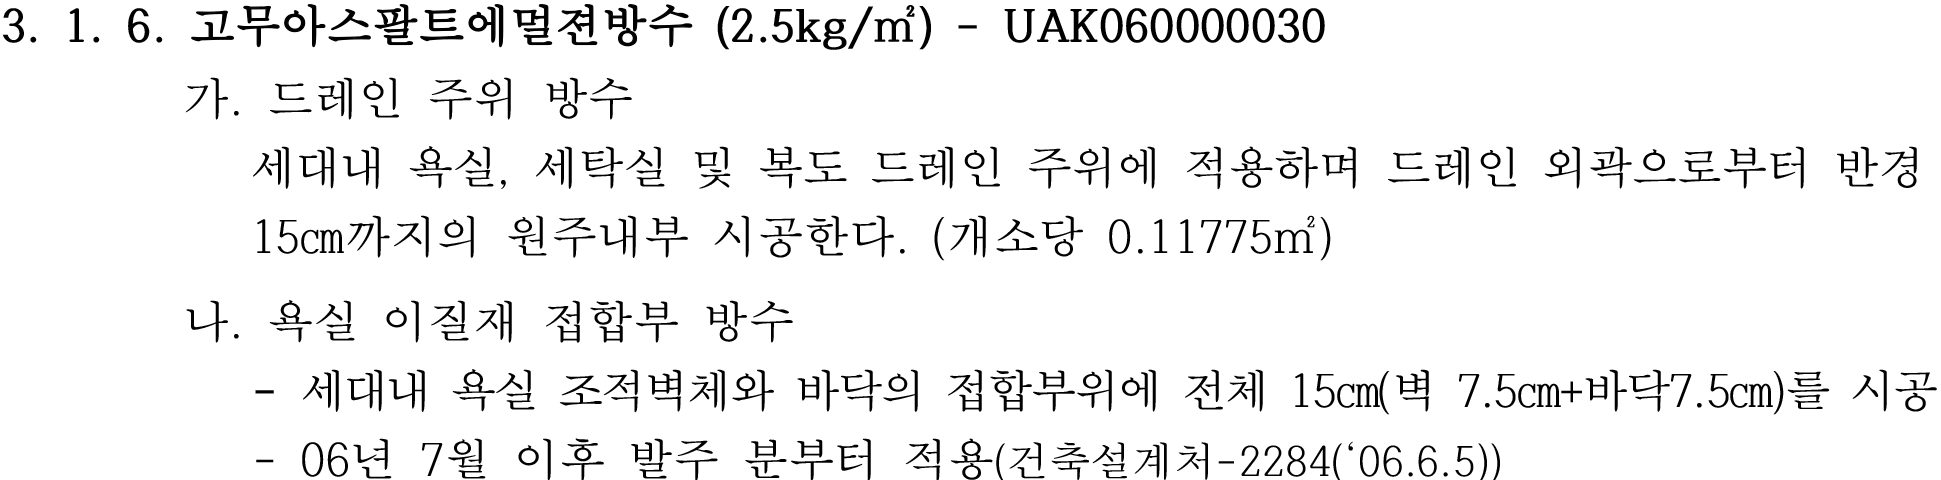 3. 1. 6. 고무아스팔트에멀젼방수 (2.5kg/㎡) - UAK060000030
가. 드레인 주위 방수
세대내 욕실, 세탁실 및 복도 드레인 주위에 적용하며 드레인 외곽으로부터 반경
15㎝까지의 원주내부 시공한다. (개소당 0.11775㎡)
나. 욕실 이질재 접합부 방수
- 세대내 욕실 조적벽체와 바닥의 접합부위에 전체 15㎝(벽 7.5㎝+바닥7.5㎝)를 시공
- 06년 7월 이후 발주 분부터 적용(건축설계처-2284(‘06.6.5))